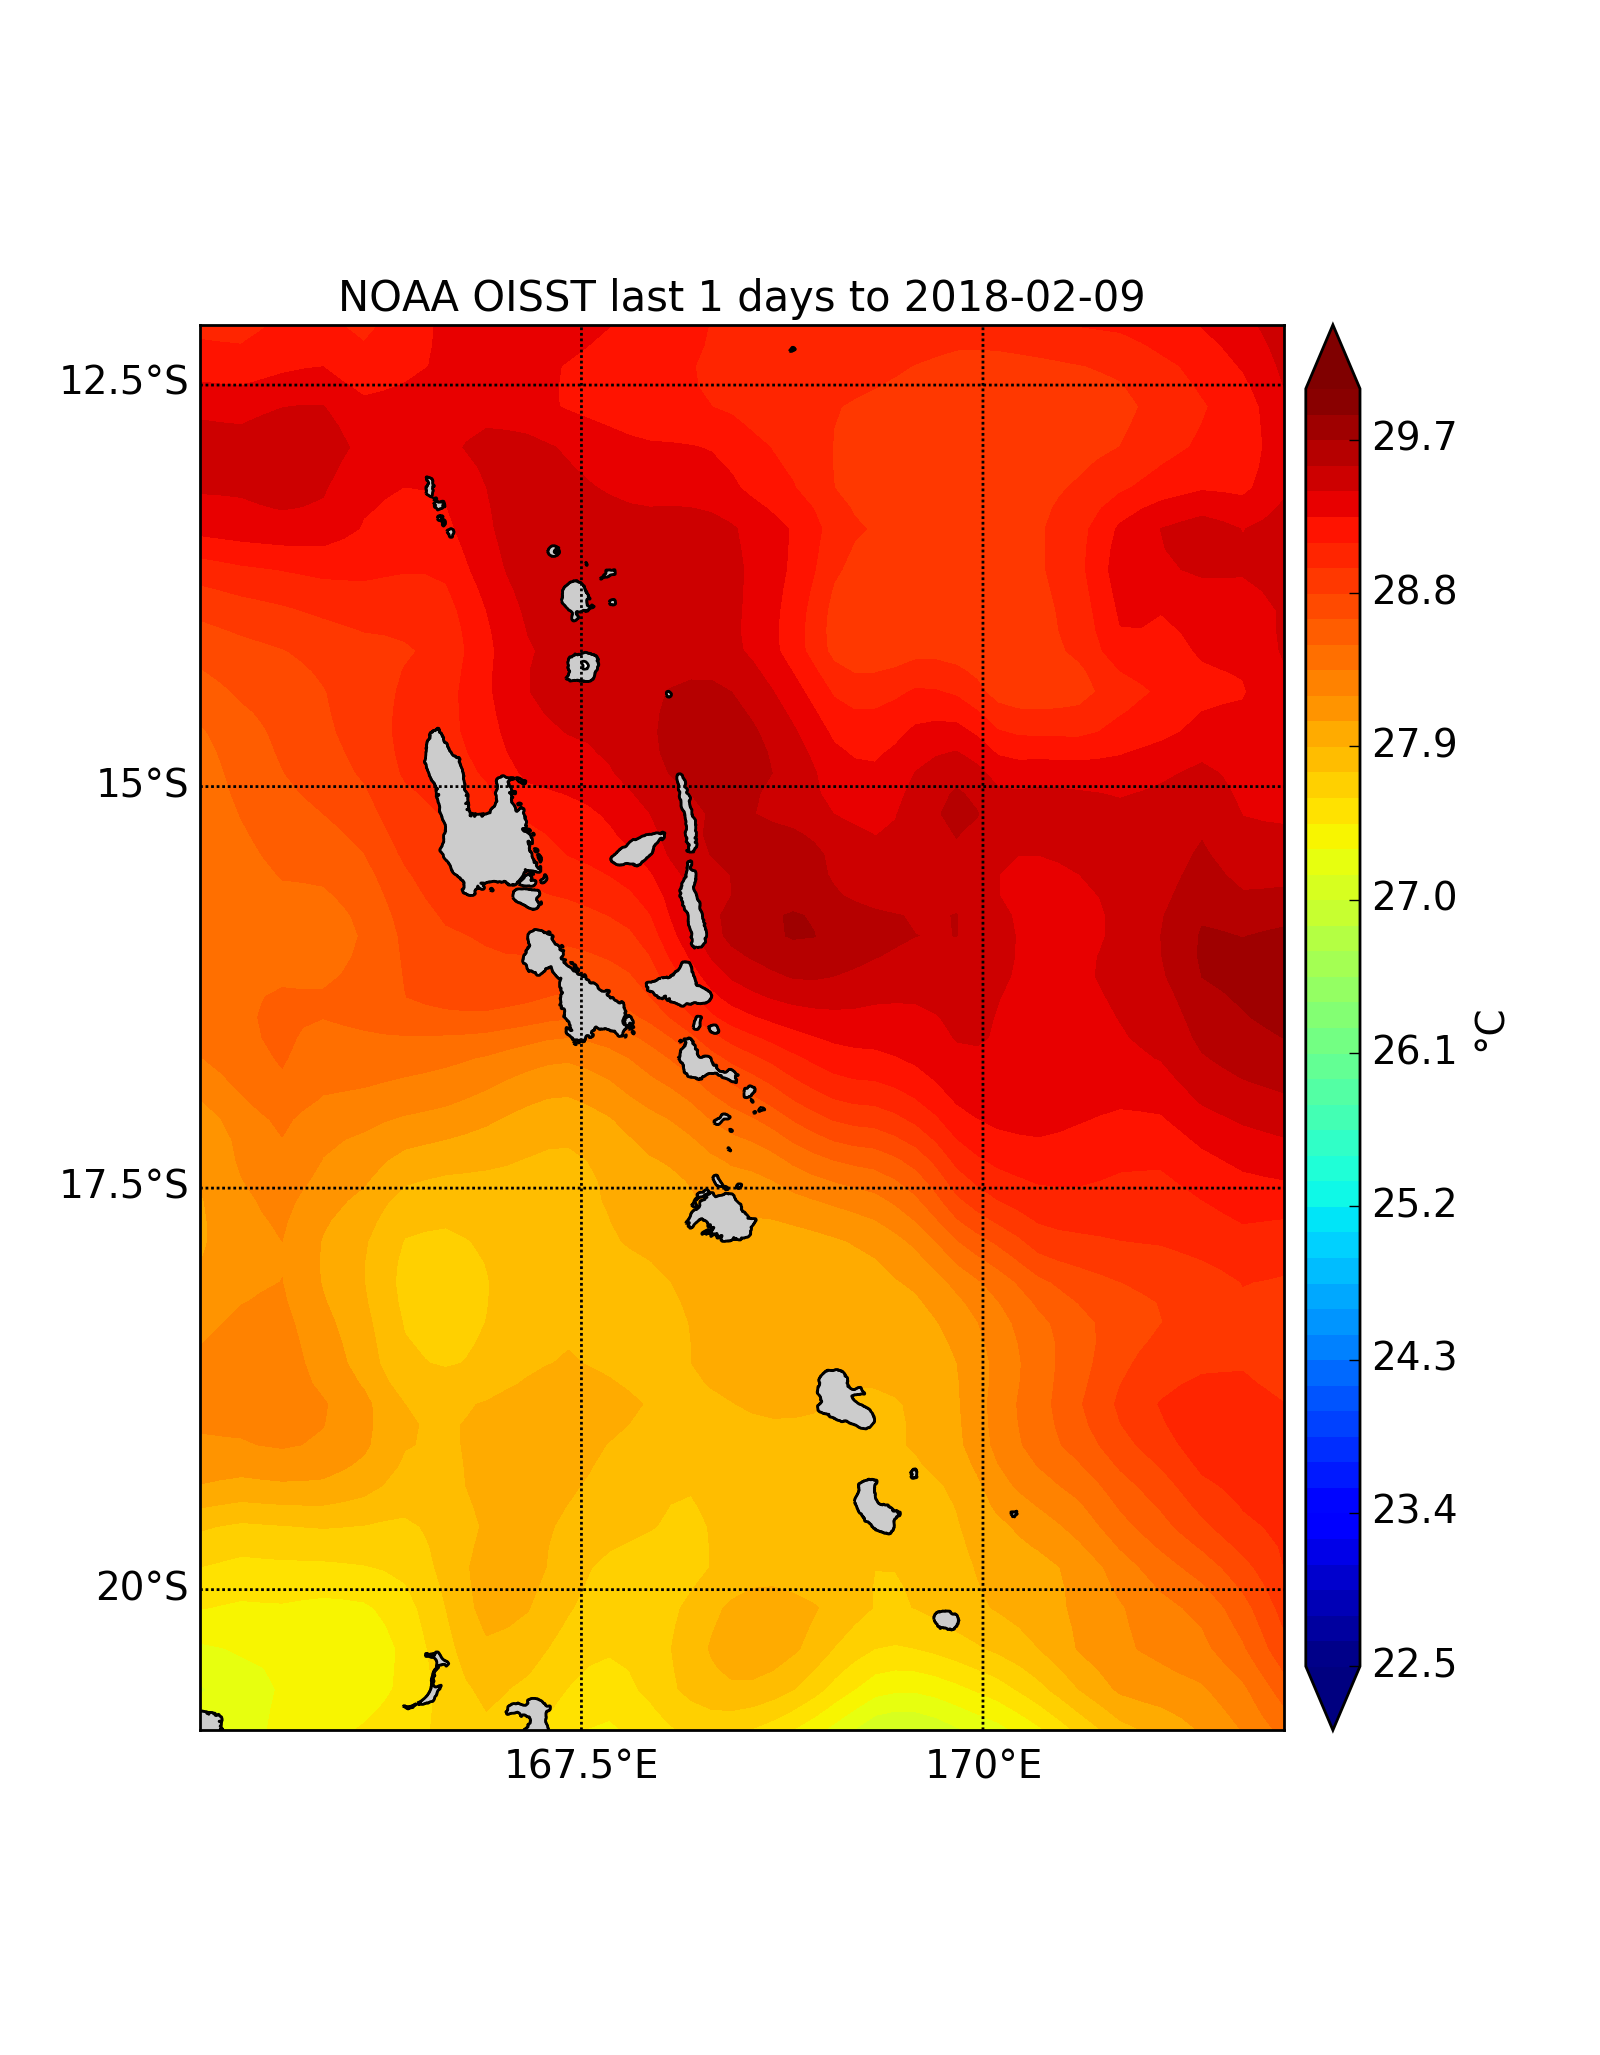 NOAA OISST last 1 days to 2018-02-09
12.5°S
15°S
17.5°S
20°S
167.5°E
170°E
29.7
28.8
27.9
27.0
26.1
25.2
24.3
23.4
22.5
°C